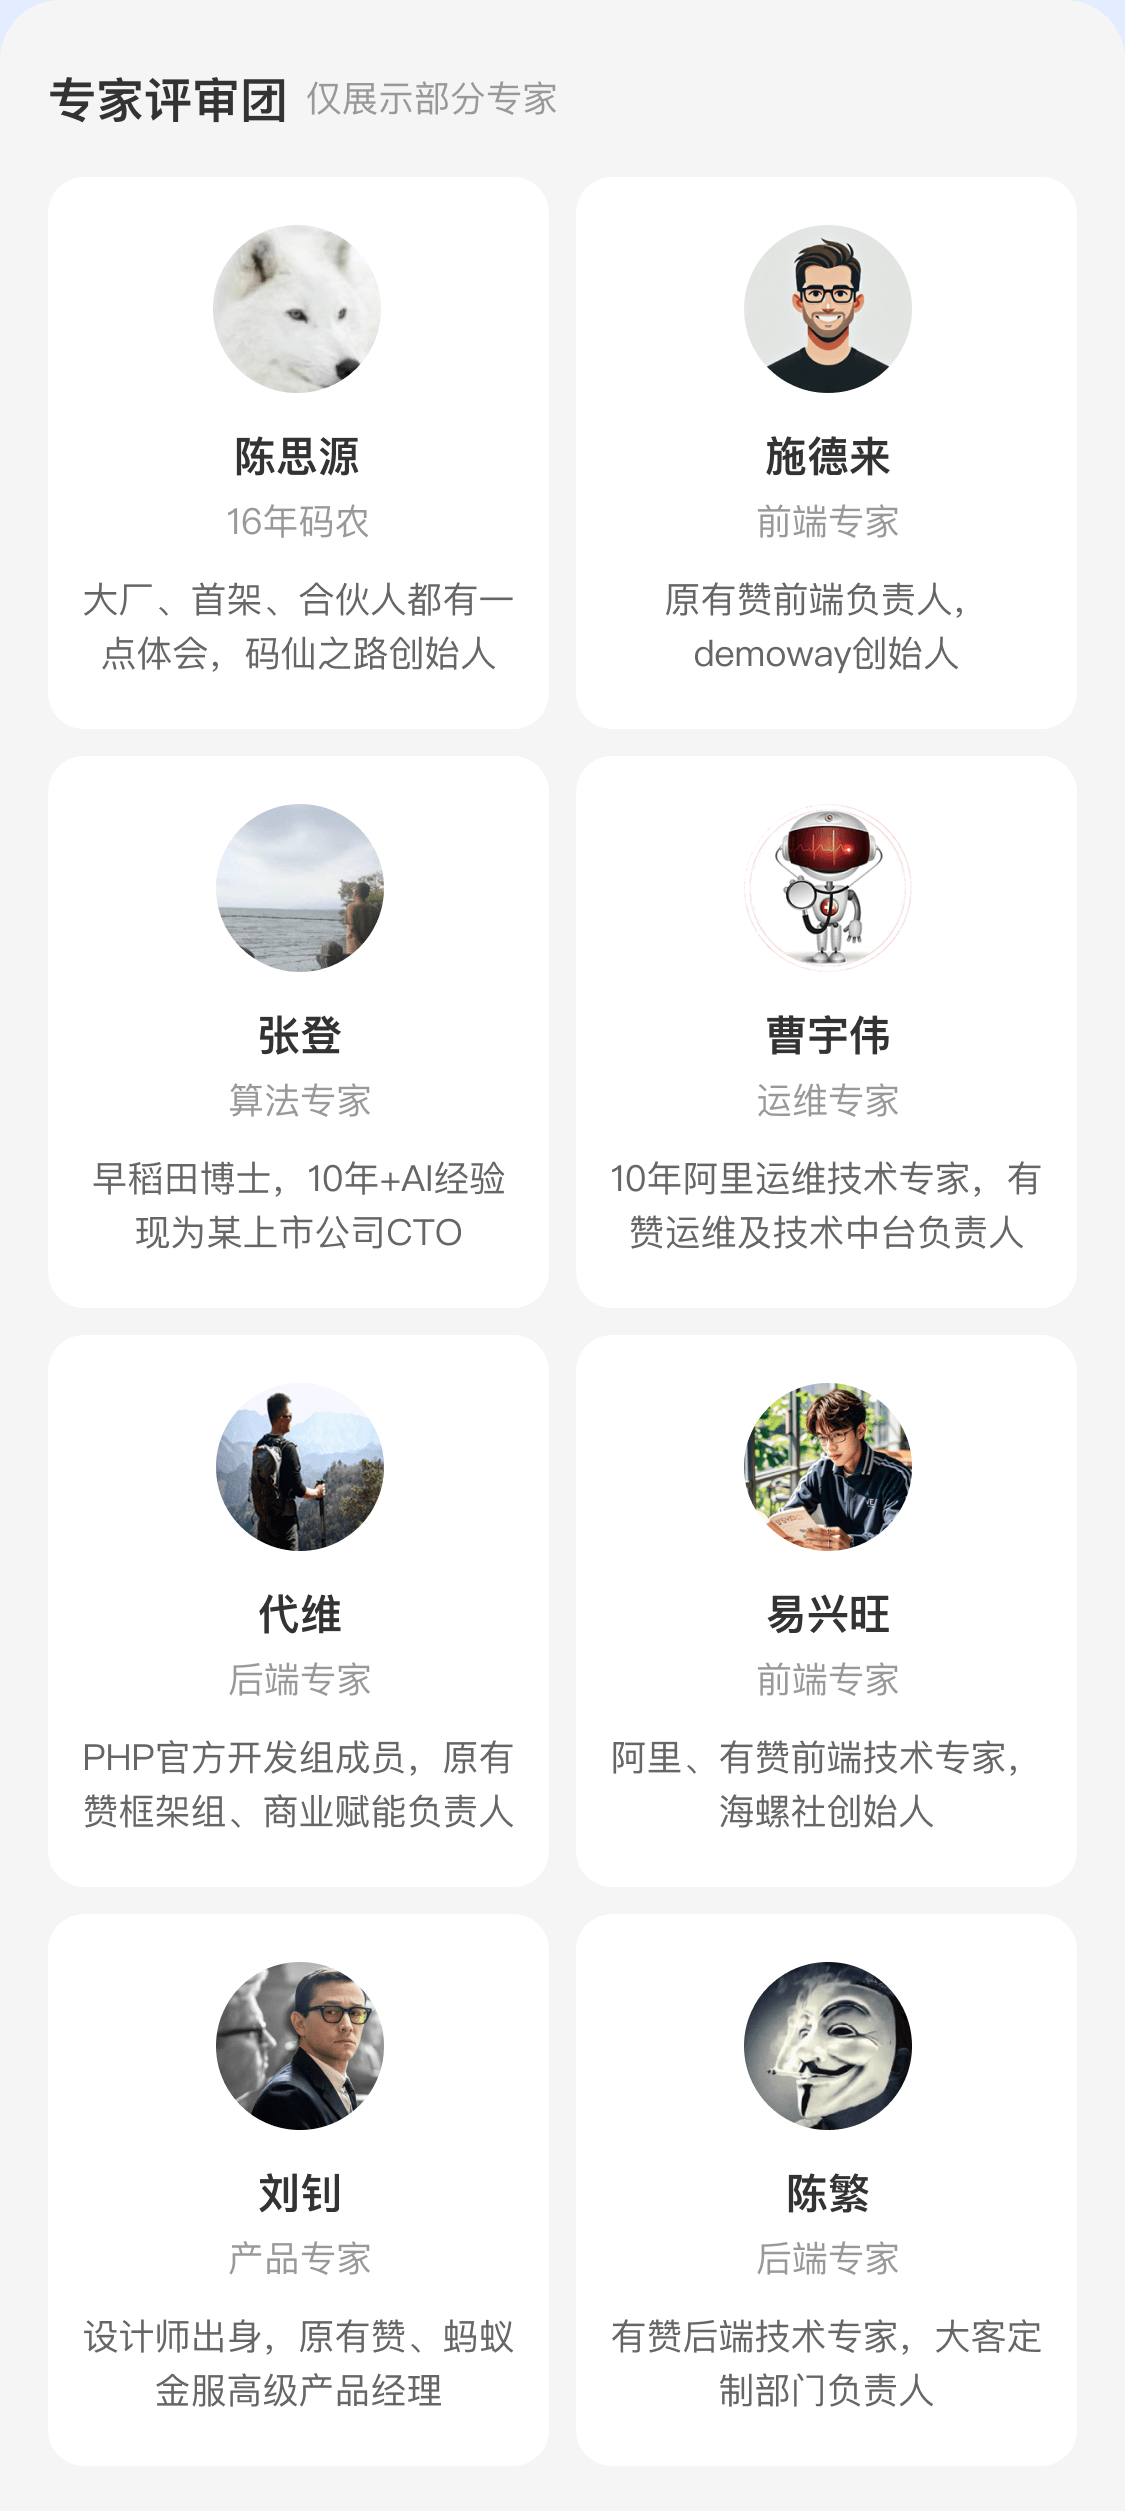 专家评审团 仅展示部分专家
陈思源
16年码农
大厂、首架、合伙人都有一
点体会，码仙之路创始人
施德来
前端专家
原有赞前端负责人，
demoway创始人
张登
算法专家
早稻田博士，10年+AI经验
现为某上市公司CTO
曹宇伟
运维专家
10年阿里运维技术专家，有
赞运维及技术中台负责人
代维
后端专家
PHP官方开发组成员，原有
赞框架组、商业赋能负责人
易兴旺
前端专家
阿里、有赞前端技术专家，
海螺社创始人
刘钊
产品专家
设计师出身，原有赞、蚂蚁
金服高级产品经理
陈繁
后端专家
有赞后端技术专家，大客定
制部门负责人